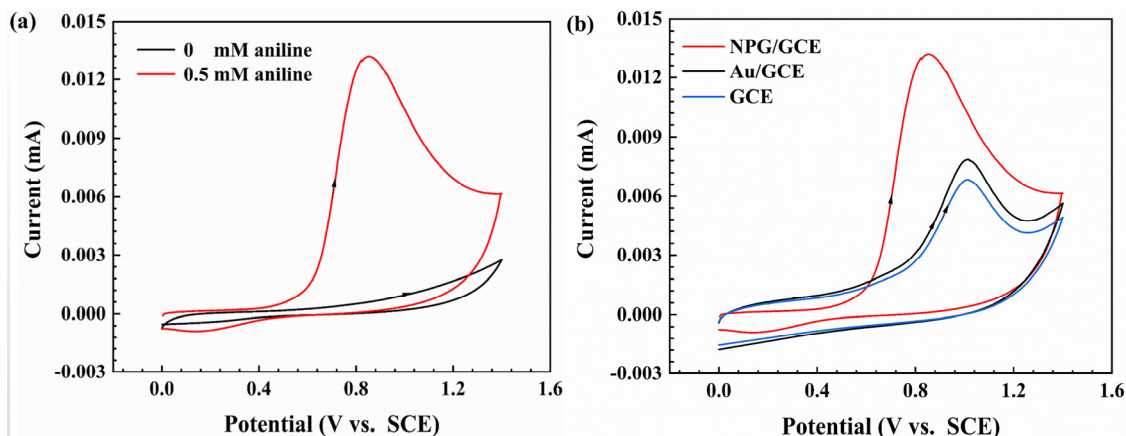 (a)
0.015
0.012
0.009
0.006
0.003
0.000
-0.003
Current (mA)
0 mM aniline
0.5 mM aniline
0.0 0.4 0.8 1.2 1.6
Potential (V vs. SCE)
(b)
0.015
0.012
0.009
0.006
0.003
0.000
-0.003
Current (mA)
NPG/GCE
Au/GCE
GCE
0.0 0.4 0.8 1.2 1.6
Potential (V vs. SCE)